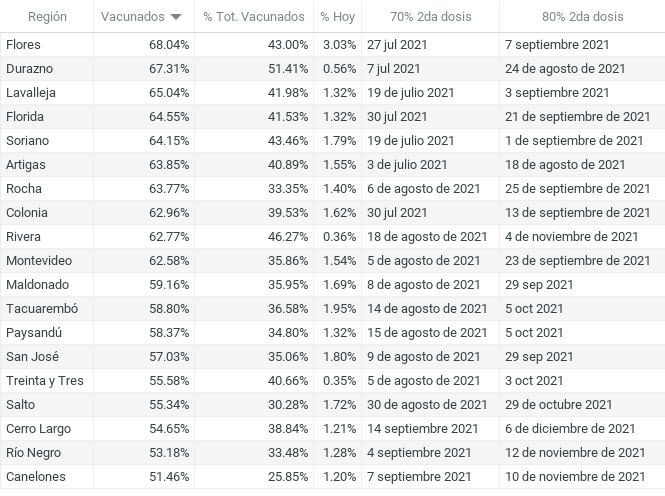 Región Vacunados % Tot. Vacunados % Hoy 70% 2da dosis 80% 2da dosis
Flores 68.04% 43.00% 3.03% 27 jul 2021 7 septiembre 2021
Durazno 67.31% 51.41% 0.56% 7 jul 2021 24 de agosto de 2021
Lavalleja 65.04% 41.98% 1.32% 19 de julio 2021 3 septiembre 2021
Florida 64.55% 41.53% 1.32% 30 jul 2021 21 de septiembre de 2021
Soriano 64.15% 43.46% 1.79% 19 de julio 2021 1 de septiembre de 2021
Artigas 63.85% 40.89% 1.55% 3 de julio 2021 18 de agosto de 2021
Rocha 63.77% 33.35% 1.40% 6 de agosto de 2021 25 de septiembre de 2021
Colonia 62.96% 39.53% 1.62% 30 jul 2021 13 de septiembre de 2021
Rivera 62.77% 46.27% 0.36% 18 de agosto de 2021 4 de noviembre de 2021
Montevideo 62.58% 35.86% 1.54% 5 de agosto de 2021 23 de septiembre de 2021
Maldonado 59.16% 35.95% 1.69% 8 de agosto de 2021 29 sep 2021
Tacuarembó 58.80% 36.58% 1.95% 14 de agosto de 2021 5 oct 2021
Paysandú 58.37% 34.80% 1.32% 15 de agosto de 2021 5 oct 2021
San José 57.03% 35.06% 1.80% 9 de agosto de 2021 29 sep 2021
Treinta y Tres 55.58% 40.66% 0.35% 5 de agosto de 2021 3 oct 2021
Salto 55.34% 30.28% 1.72% 30 de agosto de 2021 29 de octubre 2021
Cerro Largo 54.65% 38.84% 1.21% 14 septiembre 2021 6 de diciembre de 2021
Río Negro 53.18% 33.48% 1.28% 4 septiembre 2021 12 de noviembre de 2021
Canelones 51.46% 25.85% 1.20% 7 septiembre 2021 10 de noviembre de 2021